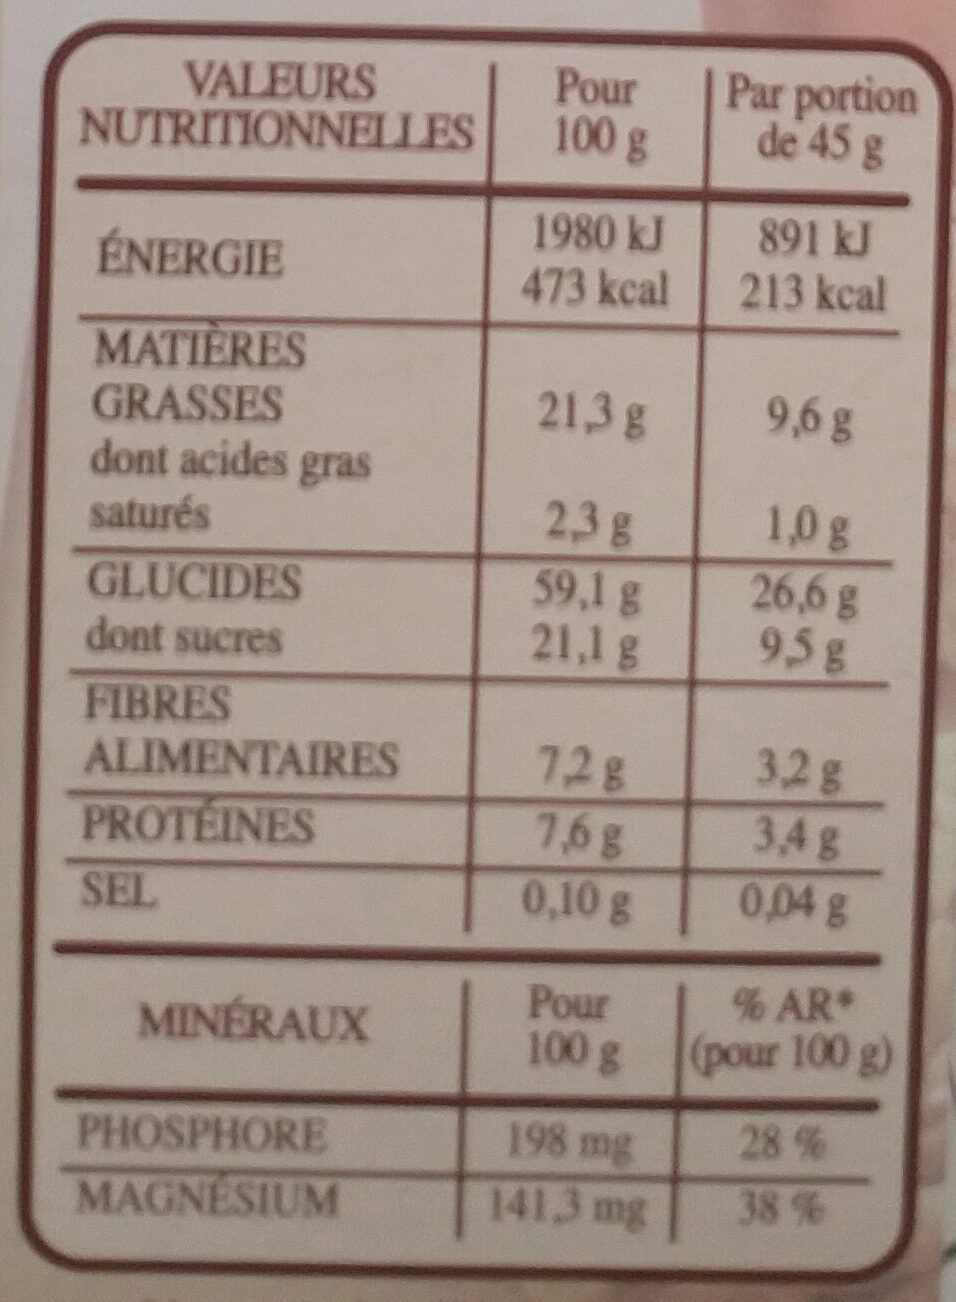 VALEURS NUTRITIONNELLES Pour 100 g Par portion de 45 g
ÉNERGIE 1980 kJ 891 kJ
473 kcal 213 kcal
MATIÈRES
GRASSES 21,3 g 9,6 g
dont acides gras
saturés 2,3 g 1,0 g
GLUCIDES 59,1 g 26,6 g
dont sucres 21,1 g 9,5 g
FIBRES
ALIMENTAIRES 7,2 g 3,2 g
PROTÉINES 7,6 g 3,4 g
SEL 0,10 g 0,04 g
MINÉRAUX Pour 100 g % AR* (pour 100 g)
PHOSPHORE 198 mg 28 %
MAGNÉSIUM 141,3 mg 38 %